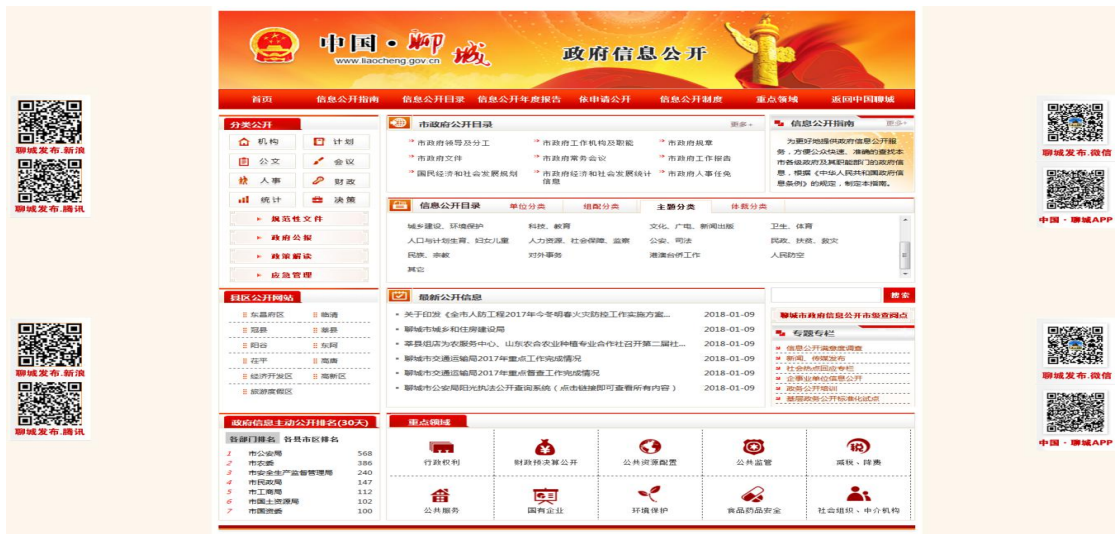 中国·聊城
www.liaocheng.gov.cn
政府信息公开
首页 信息公开指南 信息公开目录 信息公开年度报告 依申请公开 信息公开制度 重点领域 返回中国聊城
聊城发布.新浪
聊城发布.腾讯
聊城发布.新浪
聊城发布.腾讯
分类公开
机构 计划
公文 会议
人事 财政
统计 决策
规范性文件
政府公报
政策解读
应急管理
市政府公开目录 更多
市政府领导及分工 市政府工作机构及职能 市政府规章
市政府文件 市政府常务会议 市政府工作报告
国民经济和社会发展规划 市政府经济和社会发展统计信息 市政府人事任免
信息公开指南 更多
为更好地提供政府信息公开服
务，方便公众快速、准确的查找本
市各级政府及其职能部门的政府信
息，根据《中华人民共和国政府信
息条例》的规定，制定本指南。
信息公开目录 单位分类 组配分类 主题分类 体裁分类
城乡建设、环境保护 科技、教育 文化、广电、新闻出版 卫生、体育
人口与计划生育、妇女儿童 人力资源、社会保障、监察 公安、司法 民政、扶贫、救灾
民族、宗教 对外事务 港澳台侨工作 人民防空
其它
县区公开网站
东昌府区 临清
冠县 莘县
阳谷 东阿
茌平 高唐
经济开发区 高新区
旅游度假区
最新公开信息
关于印发《全市人防工程2017年今冬明春火灾防控工作实施方案... 2018-01-09
聊城市城乡和住房建设局 2018-01-09
莘县组店为农服务中心、山东农合农业种植专业合作社召开第二届社... 2018-01-09
聊城市交通运输局2017年重点工作完成情况 2018-01-09
聊城市交通运输局2017年重点督查工作完成情况 2018-01-09
聊城市公安局阳光执法公开查询系统（点击链接即可查看所有内容） 2018-01-09
搜索
聊城市政府信息公开市级查阅点
专题专栏
信息公开满意度调查
新闻、传媒发布
社会热点回应专栏
企事业单位信息公开
政务公开培训
基层政务公开标准化试点
政府信息主动公开排名(30天)
各部门排名 各县市区排名
1 市公安局 568
2 市农委 386
3 市安全生产监督管理局 240
4 市民政局 147
5 市工商局 112
6 市国土资源局 102
7 市国资委 100
重点领域
行政权利 财政预决算公开 公共资源配置 公共监管 减税、降费
公共服务 国有企业 环境保护 食品药品安全 社会组织、中介机构
聊城发布.微信
中国·聊城APP
聊城发布.微信
中国·聊城APP